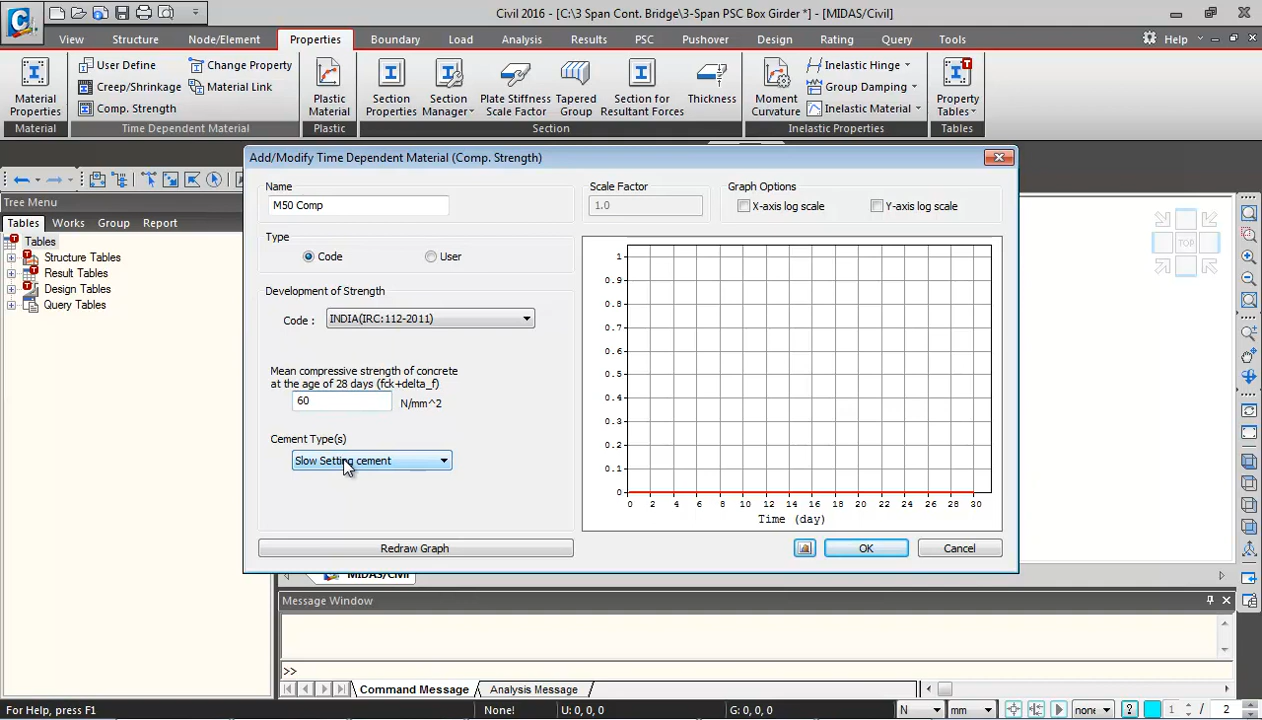 Civil 2016 - [C:\3 Span Cont. Bridge\3-Span PSC Box Girder *] - [MIDAS/Civil]
View Structure Node/Element Properties Boundary Load Analysis Results PSC Pushover Design Rating Query Tools Help
User Define Change Property
Creep/Shrinkage Material Link
Comp. Strength
Material Properties
Plastic Material
Section Properties
Section Manager
Plate Stiffness Scale Factor
Tapered Group
Section for Resultant Forces
Thickness
Moment Curvature
Inelastic Hinge
Group Damping
Inelastic Material
Property Tables
Material Time Dependent Material Plastic Section Inelastic Properties Tables
Tree Menu
Tables Works Group Report
Tables
Structure Tables
Result Tables
Design Tables
Query Tables
Add/Modify Time Dependent Material (Comp. Strength)
Name
M50 Comp
Scale Factor
1.0
Graph Options
X-axis log scale Y-axis log scale
Type
Code User
Development of Strength
Code : INDIA(IRC:112-2011)
Mean compressive strength of concrete
at the age of 28 days (fck+delta_f)
60 N/mm^2
Cement Type(s)
Slow Setting cement
1
0.9
0.8
0.7
0.6
0.5
0.4
0.3
0.2
0.1
0
0 2 4 6 8 10 12 14 16 18 20 22 24 26 28 30
Time (day)
Redraw Graph OK Cancel
TOP
MIDAS/Civil
Message Window
>>
Command Message Analysis Message
For Help, press F1 None! U: 0, 0, 0 G: 0, 0, 0 N mm none ? 1 / 2